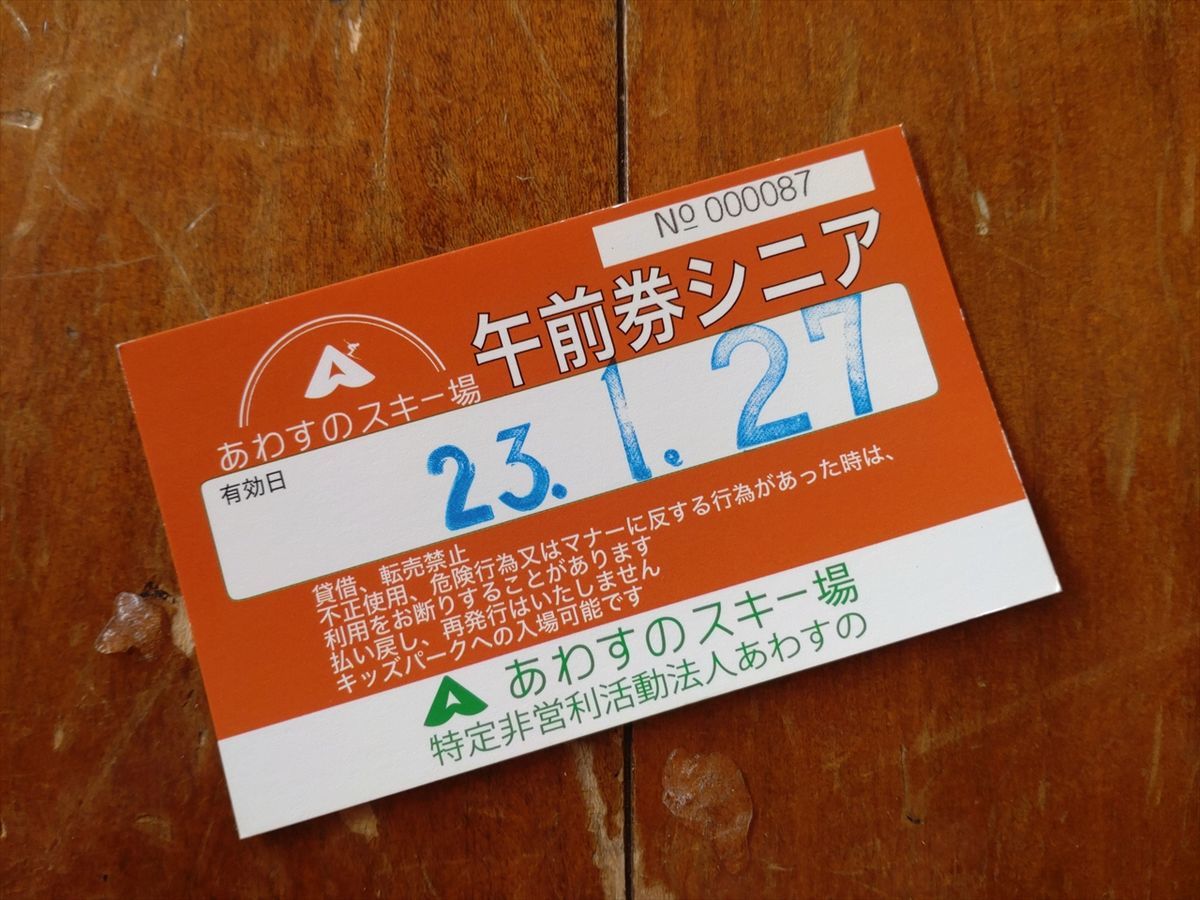 № 000087
午前券シニア
あわすのスキー場
有効日
23.1.27
貸借、転売禁止
不正使用、危険行為又はマナーに反する行為があった時は、
利用をお断りすることがあります
払い戻し、再発行はいたしません
キッズパークへの入場可能です
あわすのスキー場
特定非営利活動法人あわすの